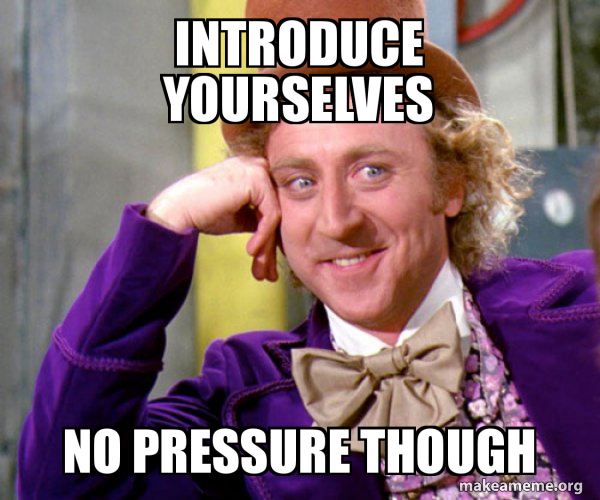 INTRODUCE
YOURSELVES
NO PRESSURE THOUGH
makeameme.org